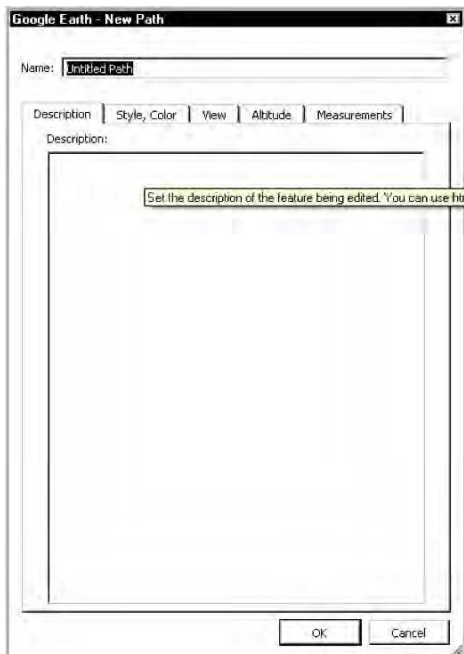 Google Earth - New Path
Name: Untitled Path
Description Style, Color View Altitude Measurements
Description:
Set the description of the feature being edited. You can use
OK Cancel